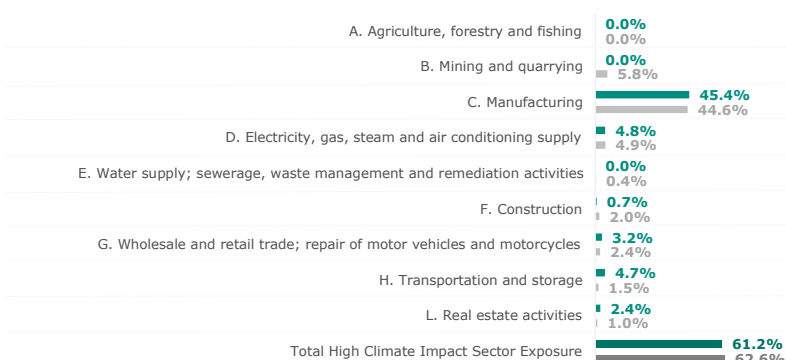 A. Agriculture, forestry and fishing 0.0%
0.0%
B. Mining and quarrying 0.0%
5.8%
C. Manufacturing 45.4%
44.6%
D. Electricity, gas, steam and air conditioning supply 4.8%
4.9%
E. Water supply; sewerage, waste management and remediation activities 0.0%
0.4%
F. Construction 0.7%
2.0%
G. Wholesale and retail trade; repair of motor vehicles and motorcycles 3.2%
2.4%
H. Transportation and storage 4.7%
1.5%
L. Real estate activities 2.4%
1.0%
Total High Climate Impact Sector Exposure 61.2%
62.6%